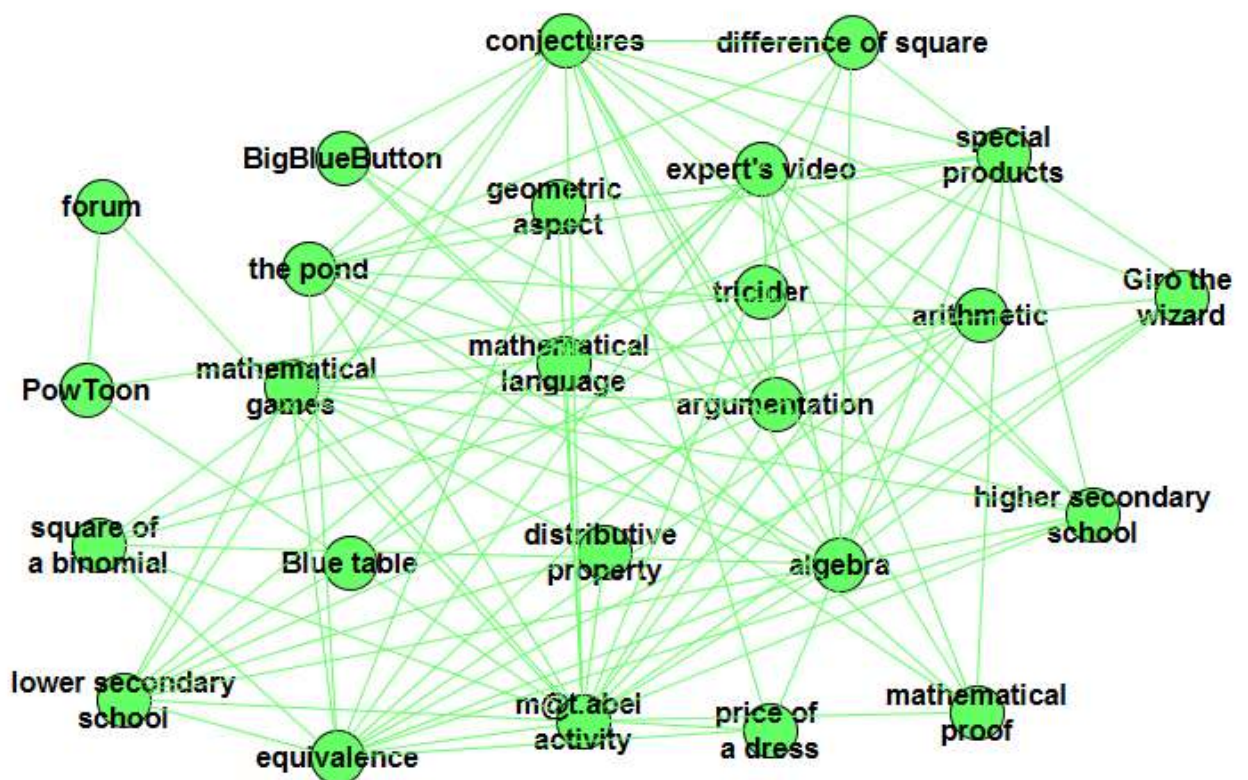 conjectures
difference of square
BigBlueButton
expert's video
special
products
forum
geometric
aspect
the pond
tricider
Giro the
wizard
arithmetic
PowToon
mathematical
games
mathematical
language
argumentation
square of
a binomial
Blue table
distributive
property
algebra
higher secondary
school
lower secondary
school
equivalence
m@t.abel
activity
price of
a dress
mathematical
proof